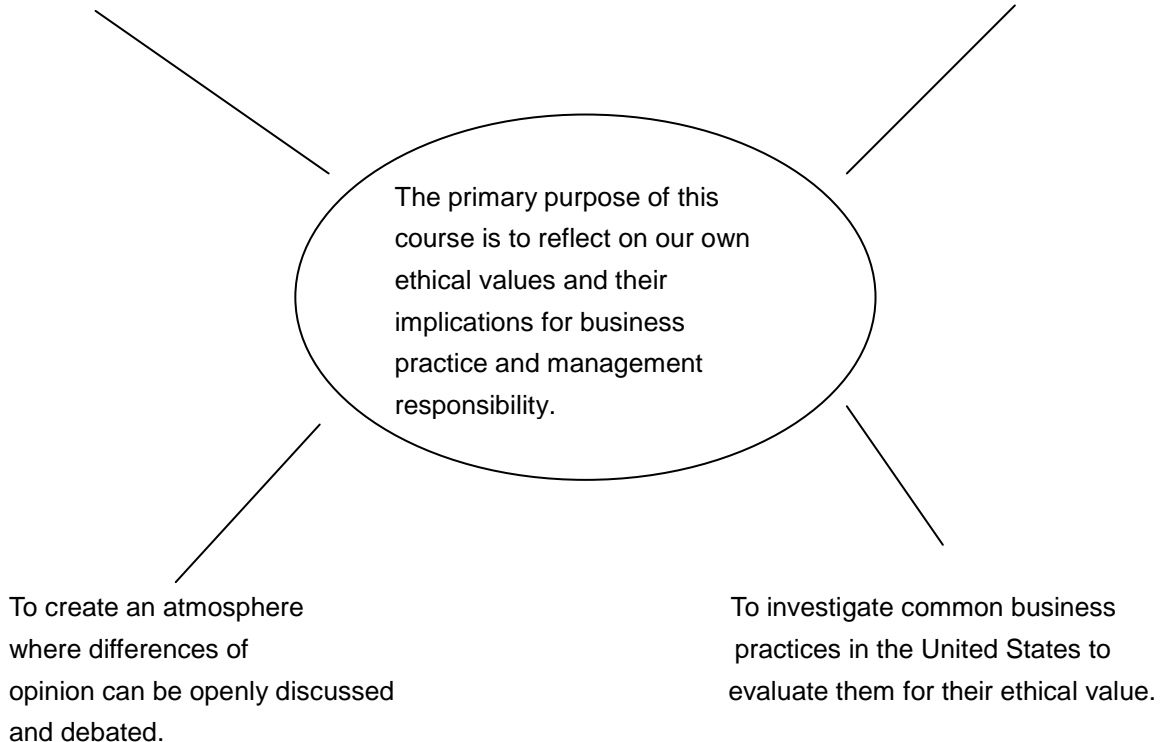 The primary purpose of this
course is to reflect on our own
ethical values and their
implications for business
practice and management
responsibility.
To create an atmosphere
where differences of
opinion can be openly discussed
and debated.
To investigate common business
practices in the United States to
evaluate them for their ethical value.